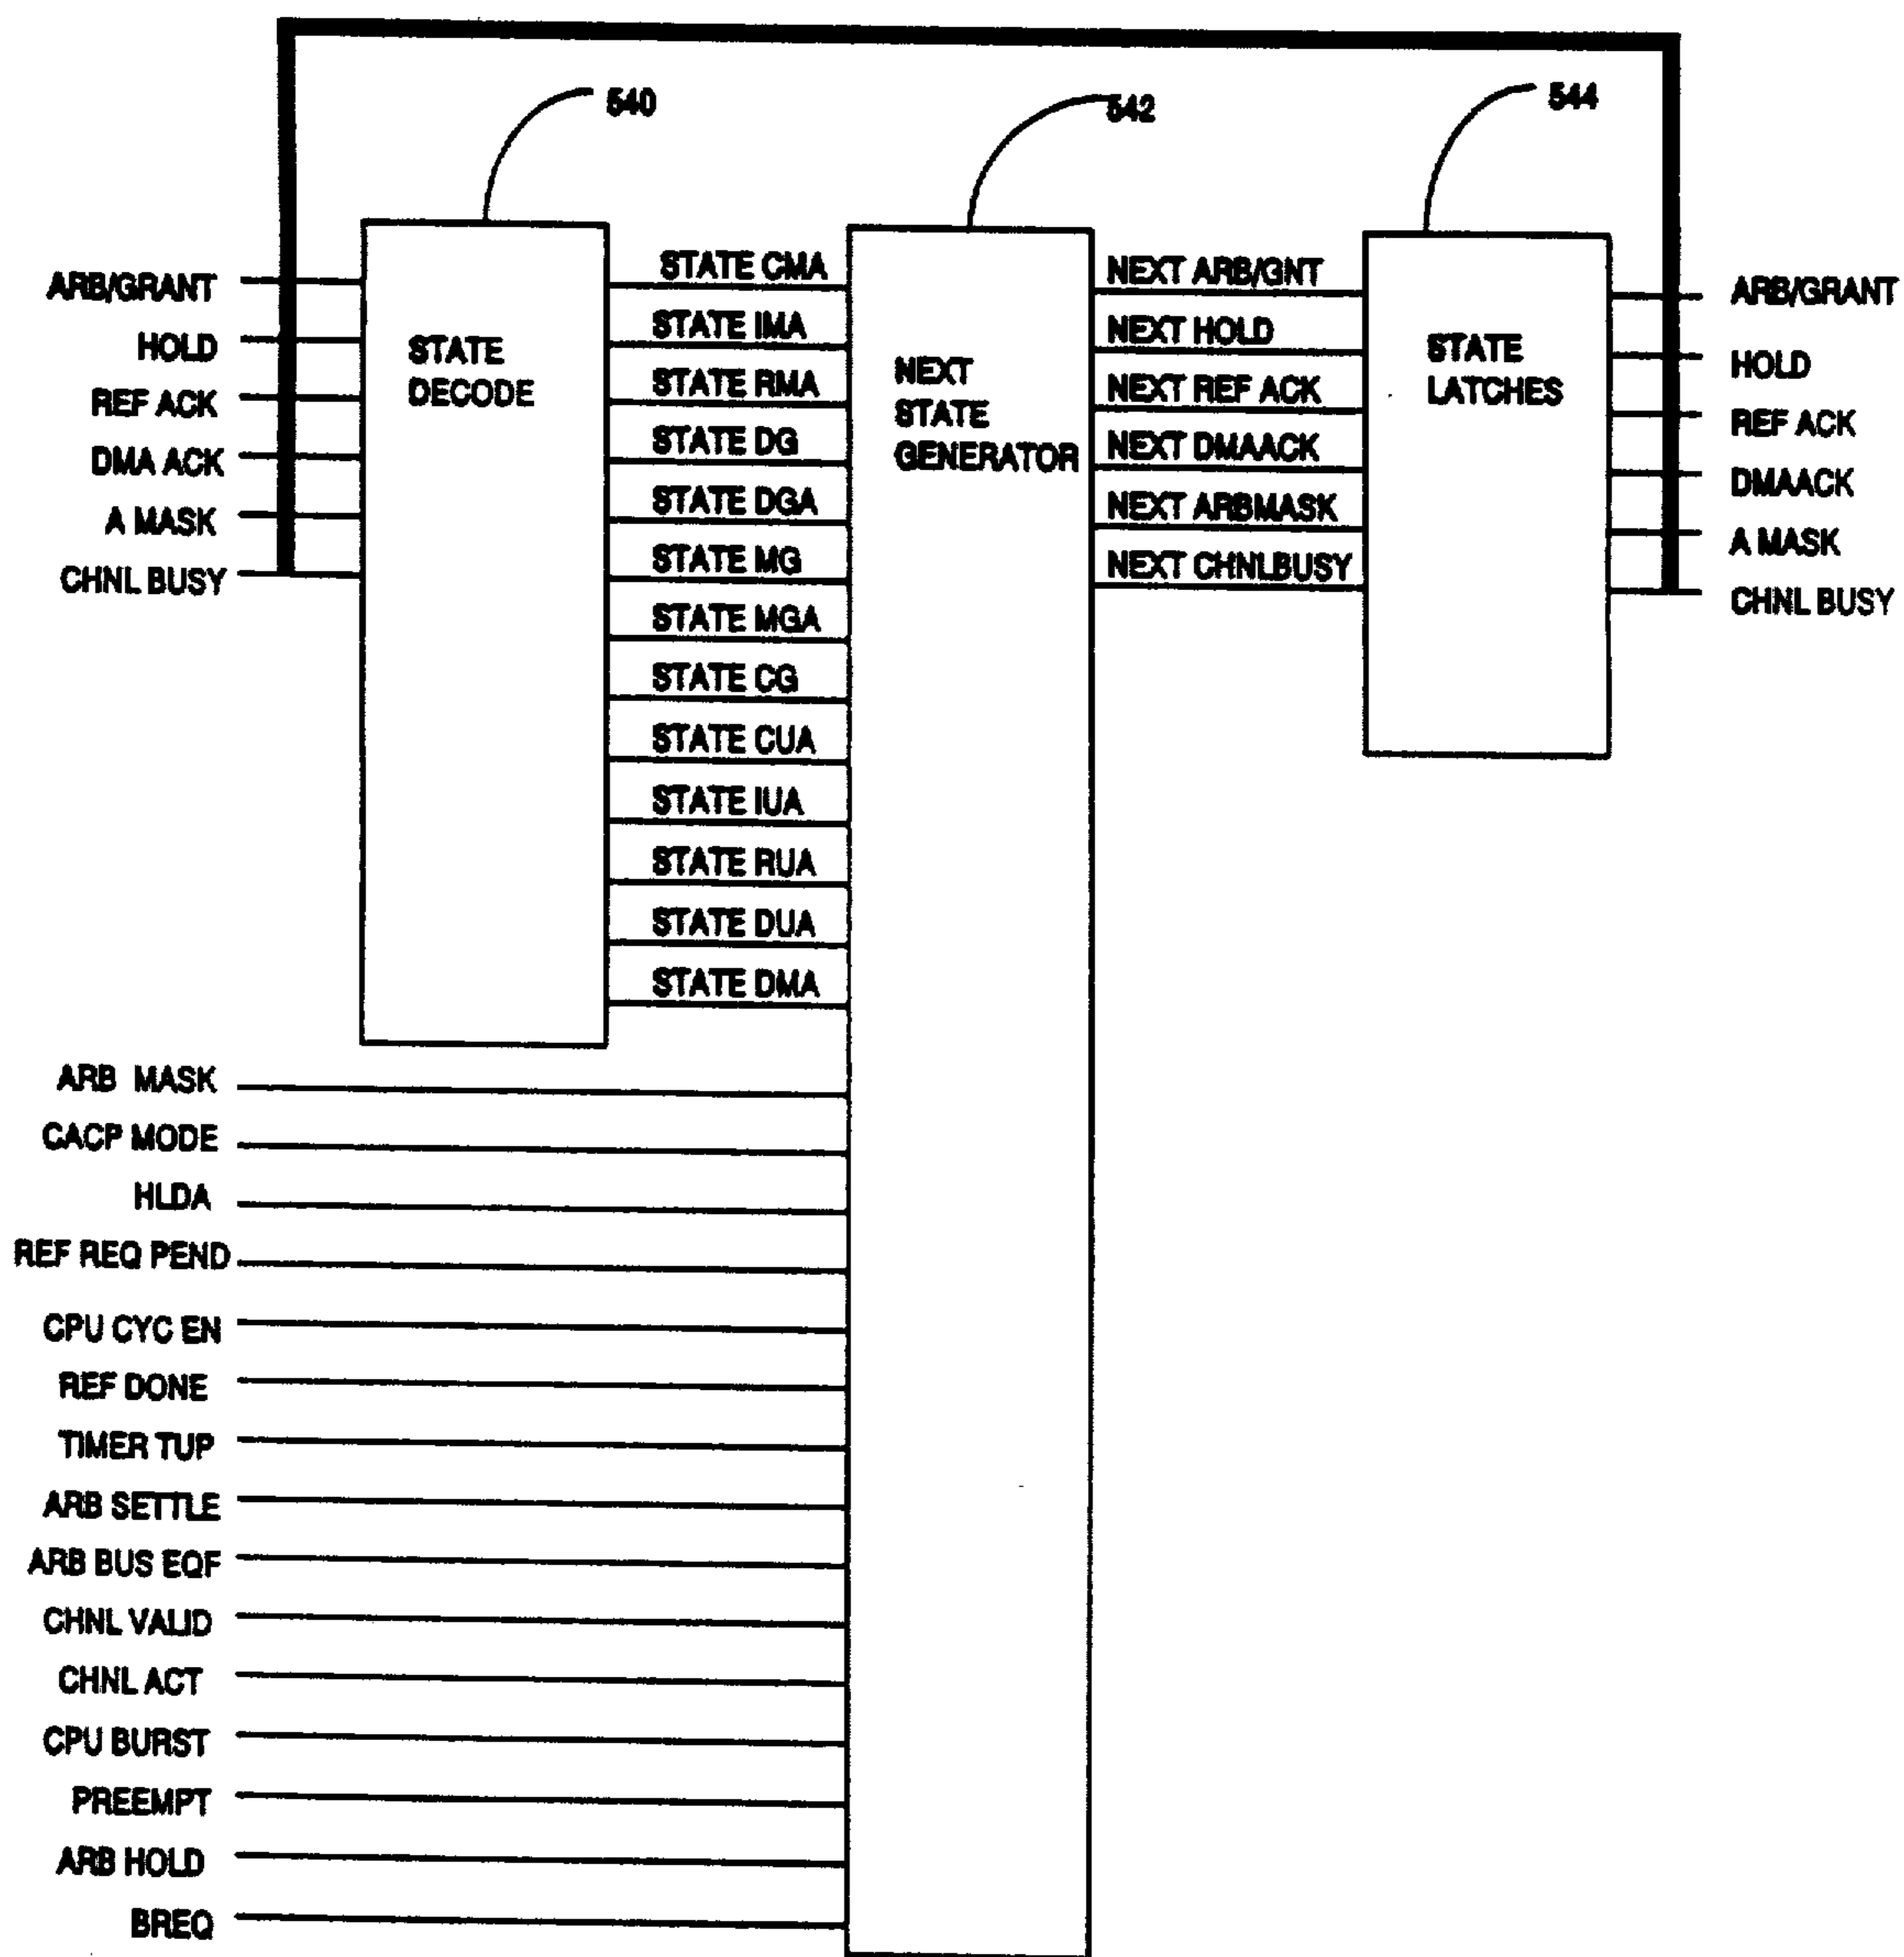 540
542
544
ARB/GRANT
HOLD
REF ACK
DMA ACK
A MASK
CHNL BUSY
STATE
DECODE
STATE CMA
STATE IMA
STATE RMA
STATE DG
STATE DGA
STATE MG
STATE MGA
STATE CG
STATE CUA
STATE IUA
STATE RUA
STATE DUA
STATE DMA
NEXT
STATE
GENERATOR
NEXT ARB/GNT
NEXT HOLD
NEXT REF ACK
NEXT DMAACK
NEXT ARBMASK
NEXT CHNLBUSY
STATE
LATCHES
ARB/GRANT
HOLD
REF ACK
DMAACK
A MASK
CHNL BUSY
ARB MASK
CACP MODE
HLDA
REF REQ PEND
CPU CYC EN
REF DONE
TIMER TUP
ARB SETTLE
ARB BUS EQF
CHNL VALID
CHNL ACT
CPU BURST
PREEMPT
ARB HOLD
BREQ